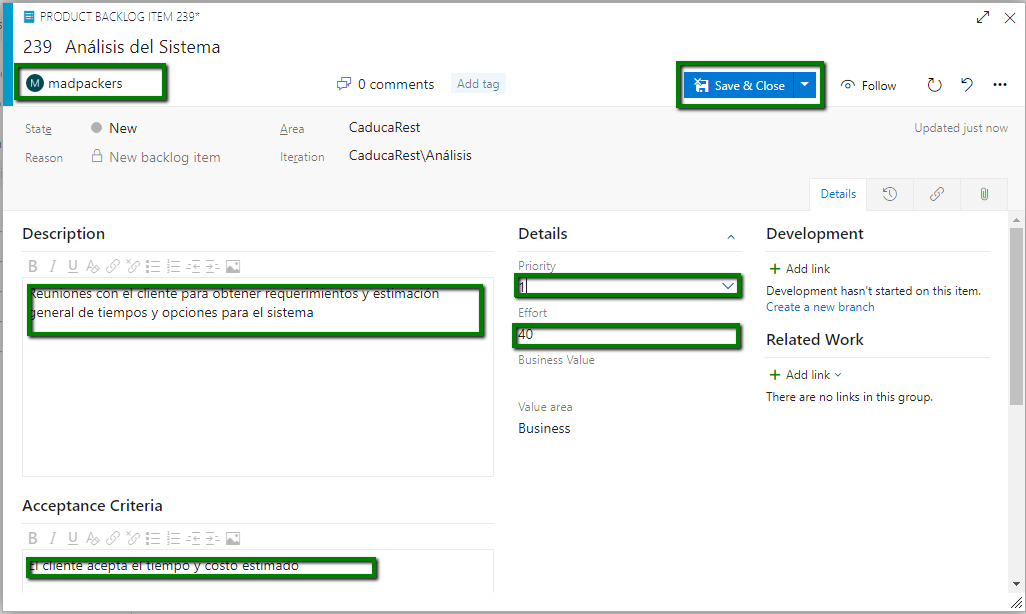 PRODUCT BACKLOG ITEM 239*
239 Análisis del Sistema
M madpackers
0 comments
Add tag
Save & Close
Follow
State
New
Area
CaducaRest
Updated just now
Reason
New backlog item
Iteration
CaducaRest\Análisis
Details
Description
B I U
Reuniones con el cliente para obtener requerimientos y estimación
general de tiempos y opciones para el sistema
Acceptance Criteria
B I U
El cliente acepta el tiempo y costo estimado
Details
Priority
1
Effort
40
Business Value
Value area
Business
Development
+ Add link
Development hasn't started on this item.
Create a new branch
Related Work
+ Add link
There are no links in this group.